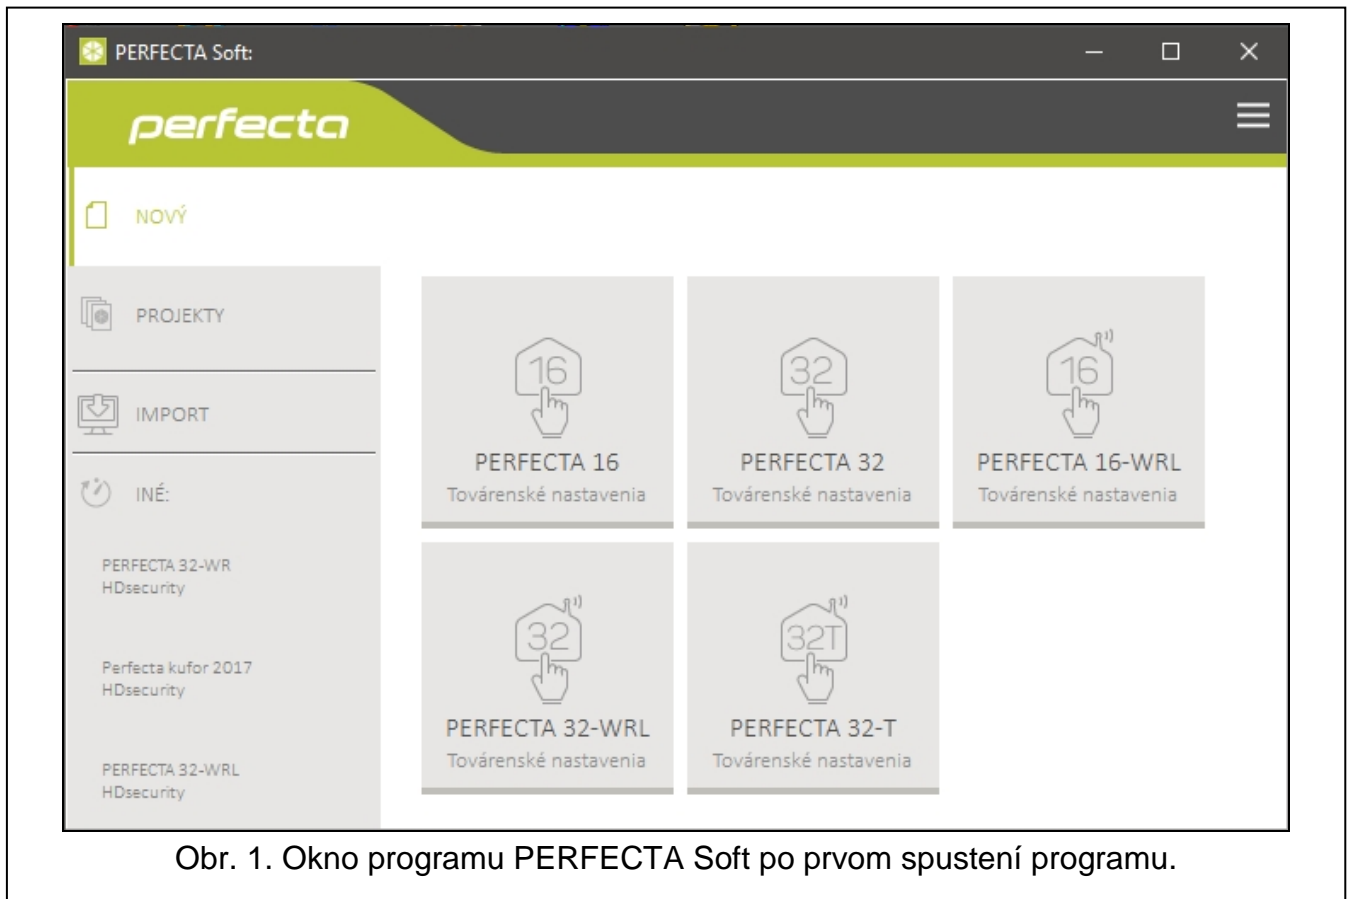 PERFECTA Soft:
perfecta
NOVÝ
PROJEKTY
IMPORT
INÉ:
PERFECTA 32-WR
HDsecurity
Perfecta kufor 2017
HDsecurity
PERFECTA 32-WRL
HDsecurity
16
PERFECTA 16
Továrenské nastavenia
32
PERFECTA 32
Továrenské nastavenia
16
PERFECTA 16-WRL
Továrenské nastavenia
32
PERFECTA 32-WRL
Továrenské nastavenia
32T
PERFECTA 32-T
Továrenské nastavenia
Obr. 1. Okno programu PERFECTA Soft po prvom spustení programu.